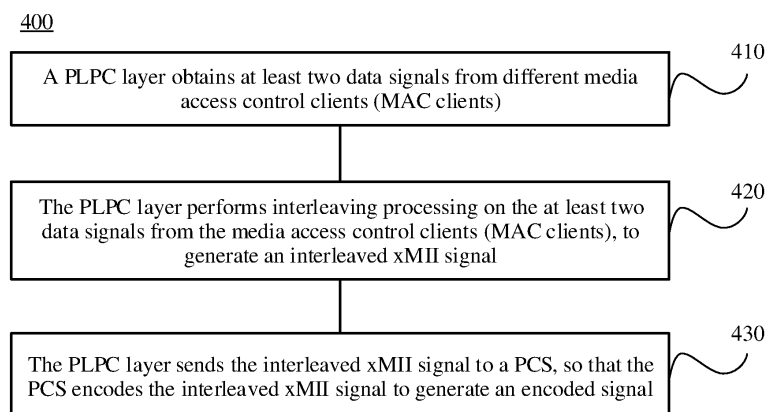 400
410
A PLPC layer obtains at least two data signals from different media
access control clients (MAC clients)
420
The PLPC layer performs interleaving processing on the at least two
data signals from the media access control clients (MAC clients), to
generate an interleaved xMII signal
430
The PLPC layer sends the interleaved xMII signal to a PCS, so that the
PCS encodes the interleaved xMII signal to generate an encoded signal